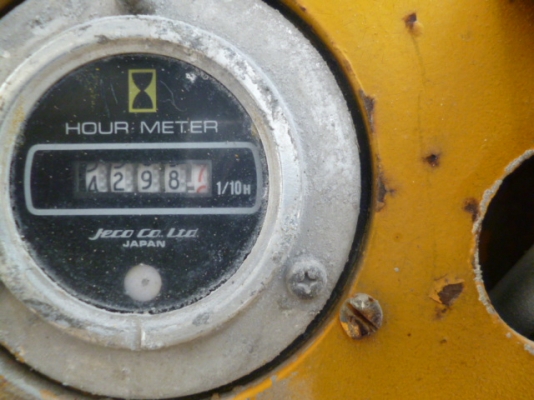 HOUR METER
4298
1/10H
Jeco Co. Ltd
JAPAN